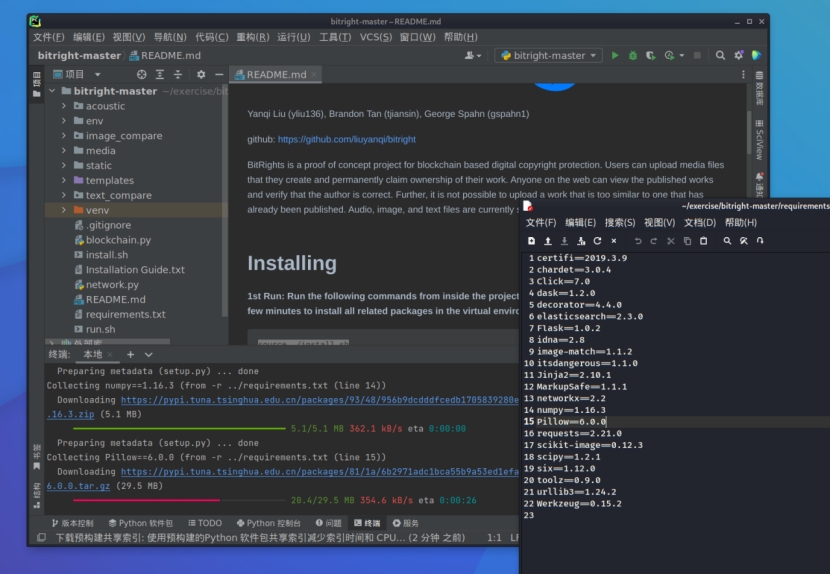 bitright-master – README.md
文件(F) 编辑(E) 视图(V) 导航(N) 代码(C) 重构(R) 运行(U) 工具(T) VCS(S) 窗口(W) 帮助(H)
bitright-master README.md bitright-master
项目 README.md
bitright-master ~/exercise/bit
acoustic
env
image_compare
media
static
templates
text_compare
venv
.gitignore
blockchain.py
install.sh
Installation Guide.txt
network.py
README.md
requirements.txt
run.sh
外部库
项目
书签
结构
数据库
SciView
通知
Yanqi Liu (yliu136), Brandon Tan (tjiansin), George Spahn (gspahn1)
github: https://github.com/liuyanqi/bitright
BitRights is a proof of concept project for blockchain based digital copyright protection. Users can upload media files
that they create and permanently claim ownership of their work. Anyone on the web can view the published works
and verify that the author is correct. Further, it is not possible to upload a work that is too similar to one that has
already been published. Audio, image, and text files are currently s
Installing
1st Run: Run the following commands from inside the project
few minutes to install all related packages in the virtual enviro
source ./install.sh
终端: 本地
Preparing metadata (setup.py) ... done
Collecting numpy==1.16.3 (from -r ../requirements.txt (line 14))
Downloading https://pypi.tuna.tsinghua.edu.cn/packages/93/48/956b9dcdddfcedb1705839280e
.16.3.zip (5.1 MB)
5.1/5.1 MB 362.1 kB/s eta 0:00:00
Preparing metadata (setup.py) ... done
Collecting Pillow==6.0.0 (from -r ../requirements.txt (line 15))
Downloading https://pypi.tuna.tsinghua.edu.cn/packages/81/1a/6b2971adc1bca55b9a53ed1efa
6.0.0.tar.gz (29.5 MB)
20.4/29.5 MB 354.6 kB/s eta 0:00:26
版本控制 Python 软件包 TODO Python 控制台 问题 终端 服务
下载预构建共享索引: 使用预构建的Python 软件包共享索引减少索引时间和 CPU... (2 分钟 之前) 1:1 LF
~/exercise/bitright-master/requirements
文件(F) 编辑(E) 搜索(S) 视图(V) 文档(D) 帮助(H)
1 certifi==2019.3.9
2 chardet==3.0.4
3 Click==7.0
4 dask==1.2.0
5 decorator==4.4.0
6 elasticsearch==2.3.0
7 Flask==1.0.2
8 idna==2.8
9 image-match==1.1.2
10 itsdangerous==1.1.0
11 Jinja2==2.10.1
12 MarkupSafe==1.1.1
13 networkx==2.2
14 numpy==1.16.3
15 Pillow==6.0.0
16 requests==2.21.0
17 scikit-image==0.12.3
18 scipy==1.2.1
19 six==1.12.0
20 toolz==0.9.0
21 urllib3==1.24.2
22 Werkzeug==0.15.2
23